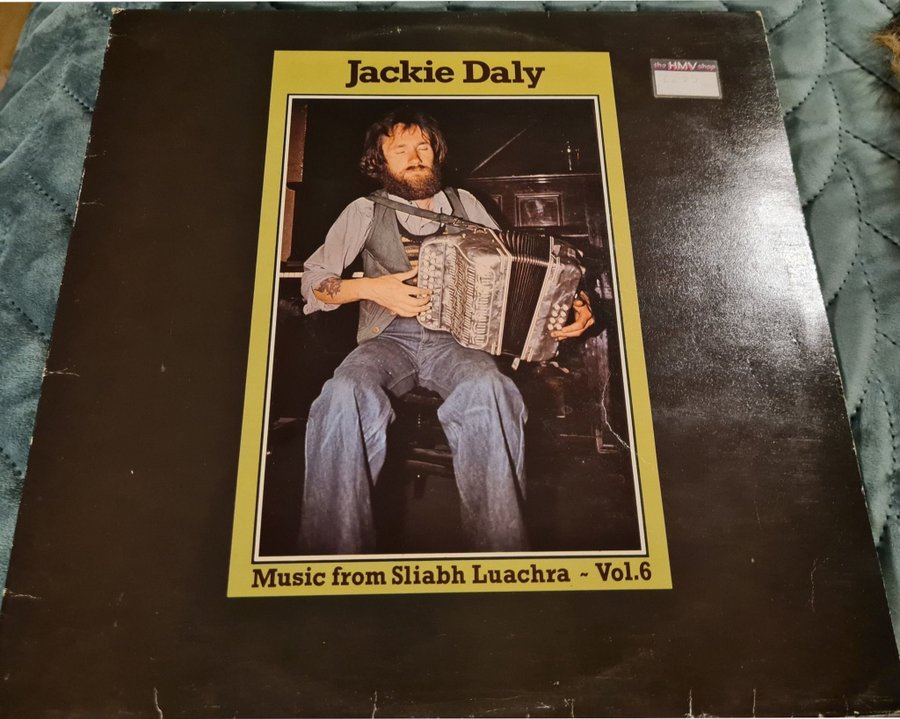 Jackie Daly
the HMV shop
Music from Sliabh Luachra ~ Vol.6